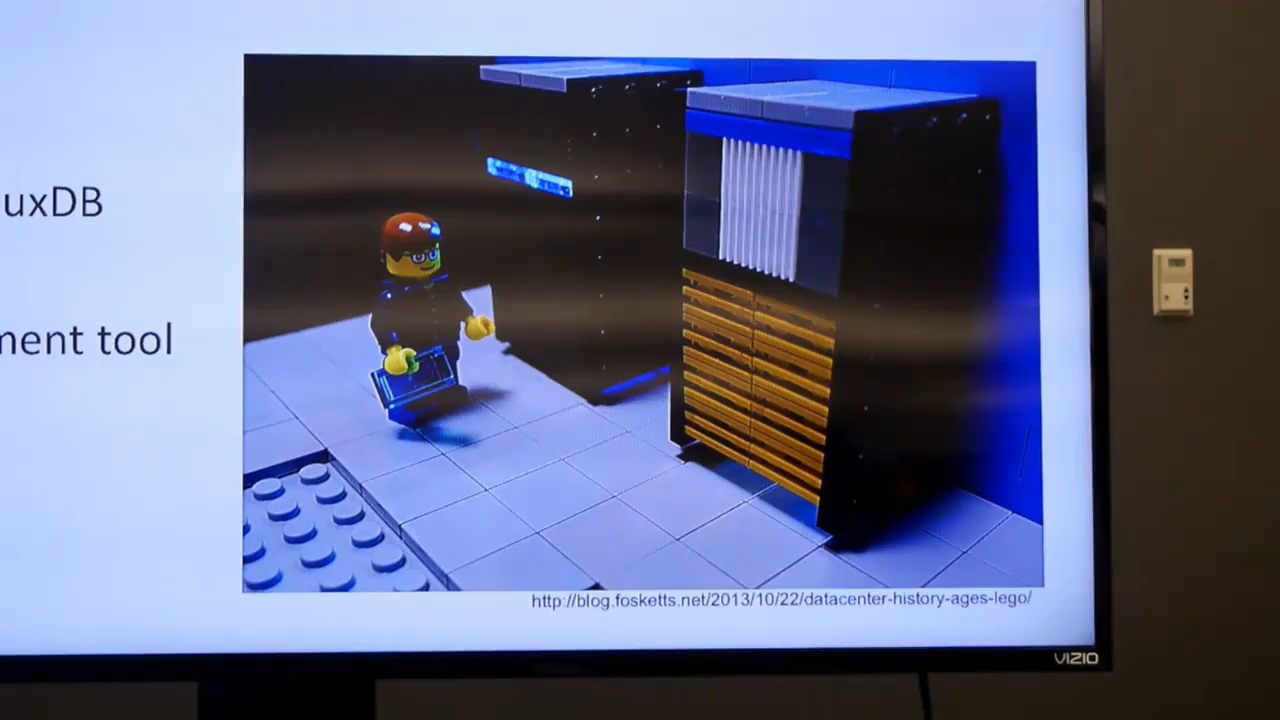 uxDB
ment tool
http://blog.fosketts.net/2013/10/22/datacenter-history-ages-lego/
VIZIO